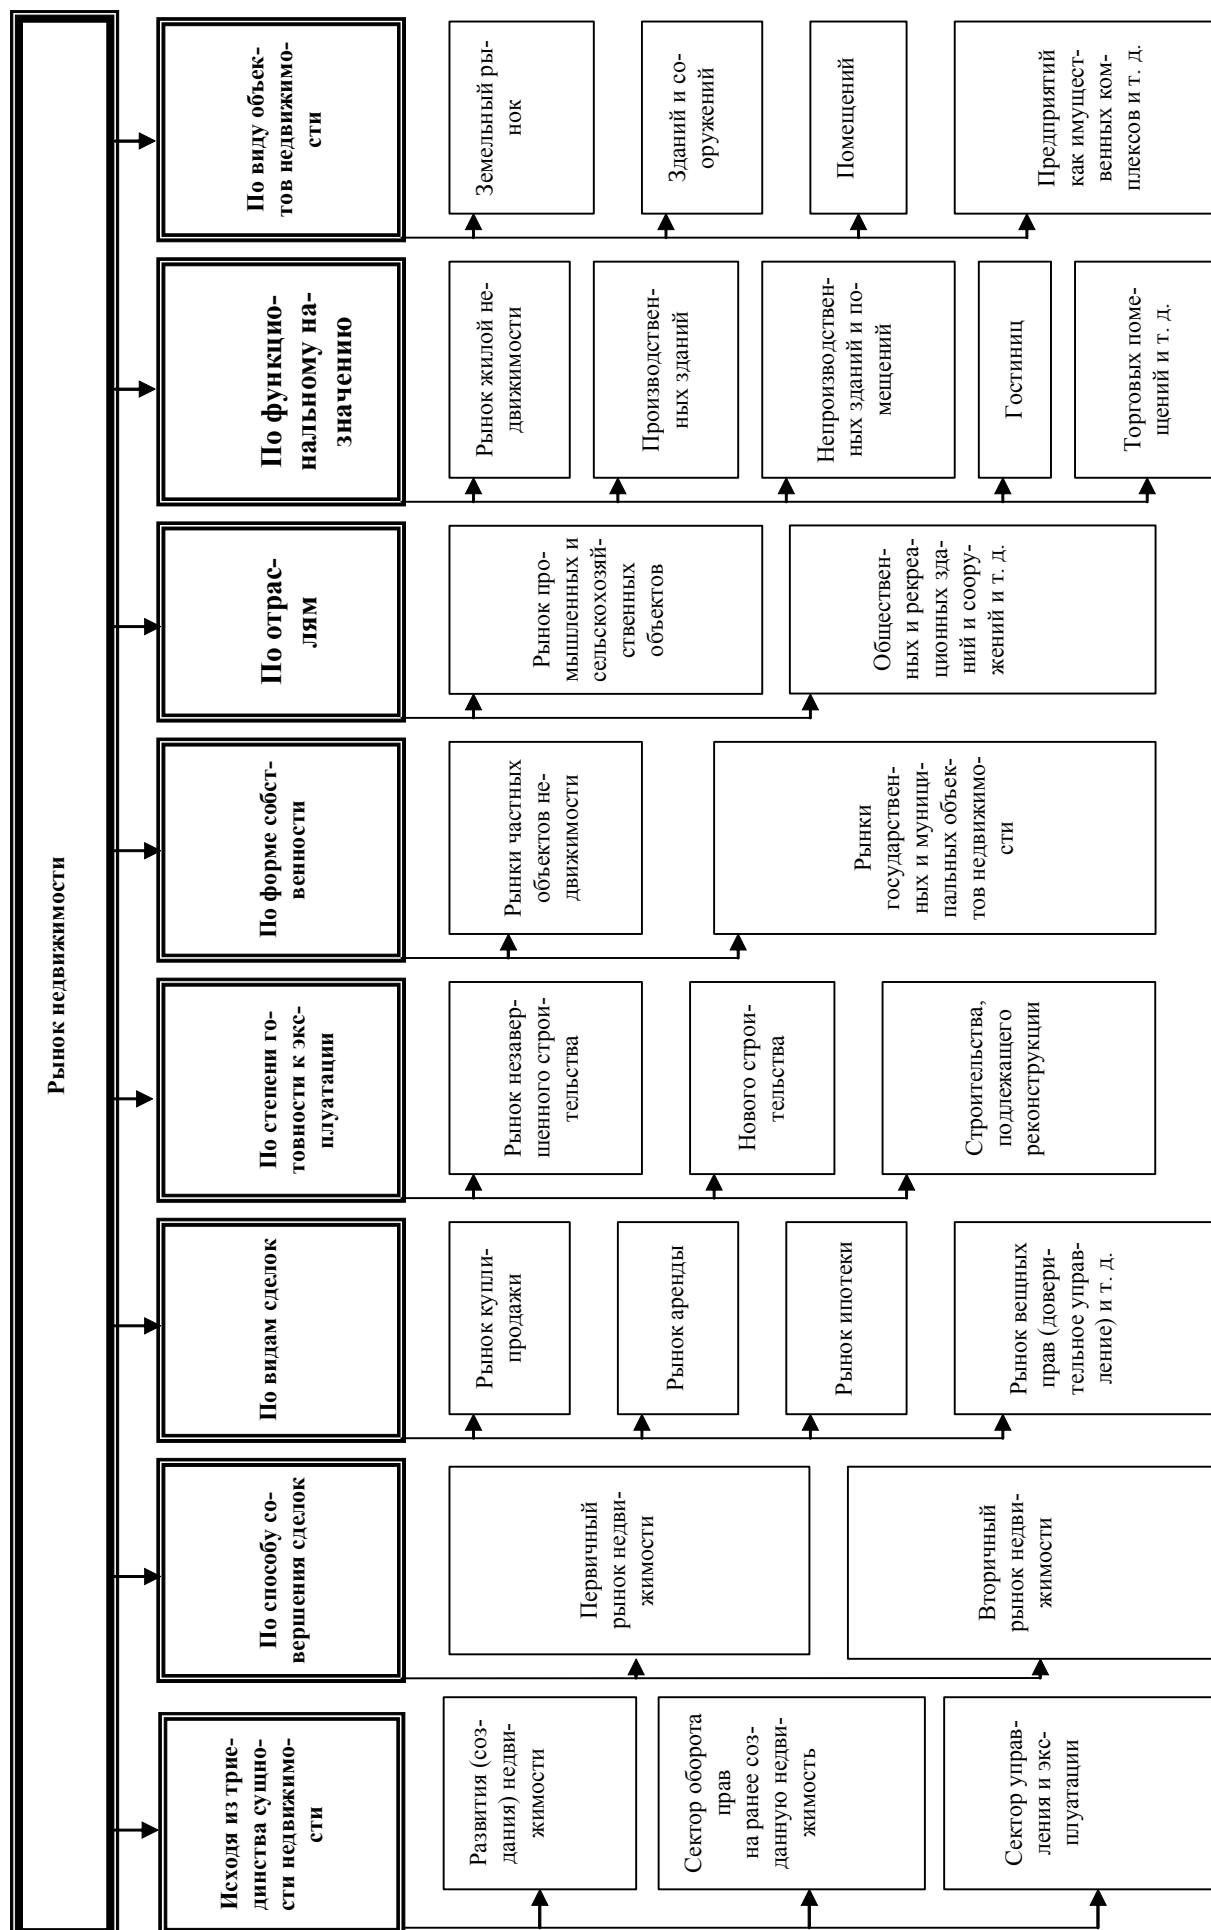 Рынок недвижимости
Исходя из трие-
динства сущно-
сти недвижимо-
сти
Развития (соз-
дания) недви-
жимости
Сектор оборота
прав
на ранее соз-
данную недви-
жимость
Сектор управ-
ления и экс-
плуатации
По способу со-
вершения сделок
Первичный
рынок недви-
жимости
Вторичный
рынок недви-
жимости
По видам сделок
Рынок купли-
продажи
Рынок аренды
Рынок ипотеки
Рынок вещных
прав (довери-
тельное управ-
ление) и т. д.
По степени го-
товности к экс-
плуатации
Рынок незавер-
шенного строи-
тельства
Нового строи-
тельства
Строительства,
подлежащего
реконструкции
По форме собст-
венности
Рынки частных
объектов не-
движимости
Рынки
государствен-
ных и муници-
пальных объек-
тов недвижимо-
сти
По отрас-
лям
Рынок про-
мышленных и
сельскохозяй-
ственных
объектов
Обществен-
ных и рекреа-
ционных зда-
ний и соору-
жений и т. д.
По функцио-
нальному на-
значению
Рынок жилой не-
движимости
Производствен-
ных зданий
Непроизводствен-
ных зданий и по-
мещений
Гостиниц
Торговых поме-
щений и т. д.
По виду объек-
тов недвижимо-
сти
Земельный ры-
нок
Зданий и со-
оружений
Помещений
Предприятий
как имущест-
венных ком-
плексов и т. д.